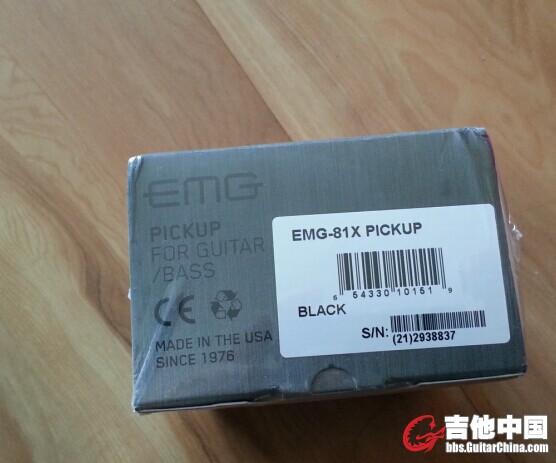 EMG
PICKUP
FOR GUITAR
/BASS
CE
MADE IN THE USA
SINCE 1976
EMG-81X PICKUP
6 54330 10151 9
BLACK
S/N:
(21)2938837
吉他中国
bbs.GuitarChina.com